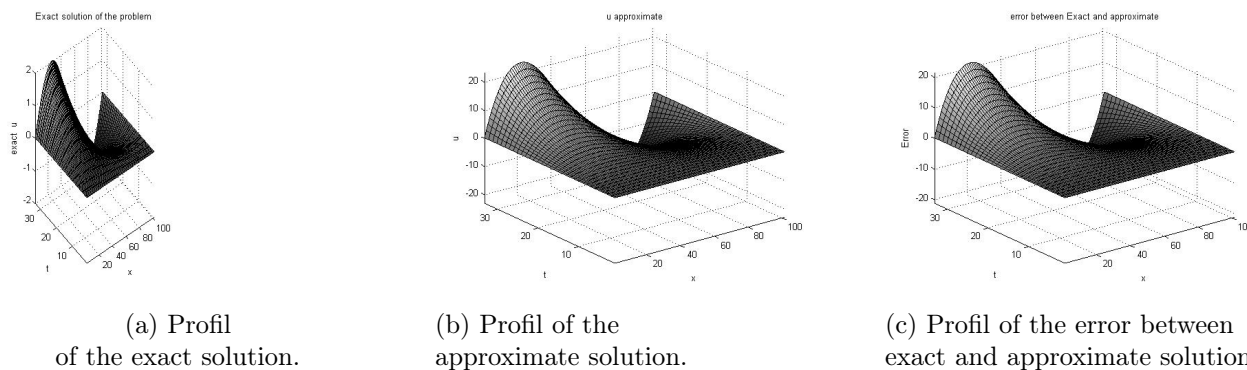 Exact solution of the problem
2
1
0
-1
-2
exact u
30
20
10
t
20 40 60 80 100
x
(a) Profil
of the exact solution.
u approximate
20
10
0
-10
-20
u
30
20
10
t
20
40
60
80
100
x
(b) Profil of the
approximate solution.
error between Exact and approximate
20
10
0
-10
-20
Error
30
20
10
t
20
40
60
80
10
x
(c) Profil of the error between
exact and approximate solution